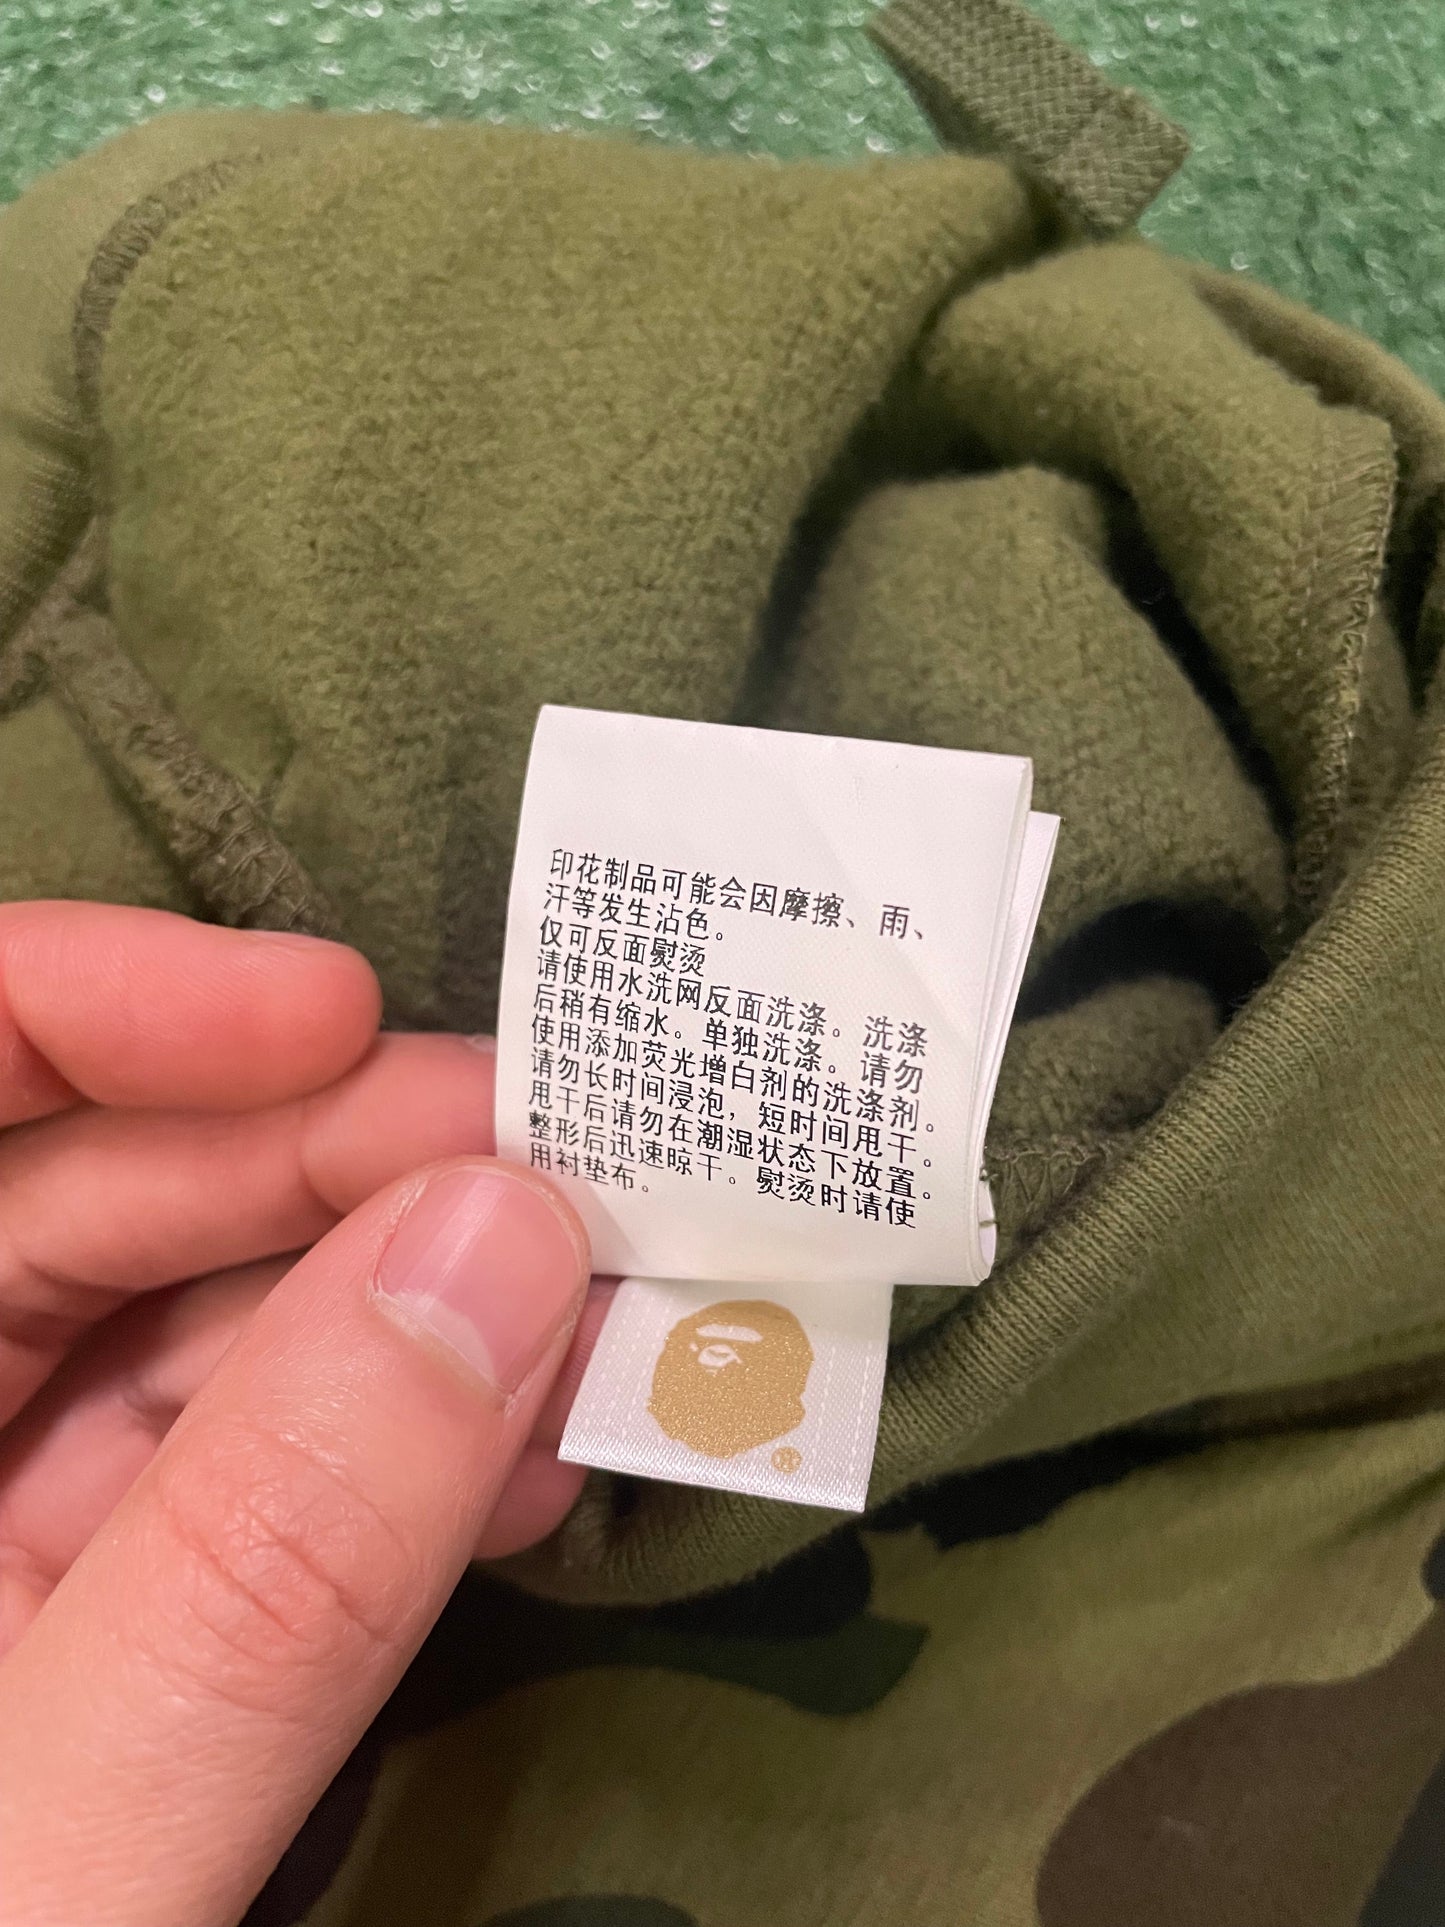 印花制品可能会因摩擦、雨、
汗等发生沾色。
仅可反面熨烫
请使用水洗网反面洗涤。洗涤
后稍有缩水。单独洗涤。请勿
使用添加荧光增白剂的洗涤剂。
请勿长时间浸泡，短时间甩干。
甩干后请勿在潮湿状态下放置。
整形后迅速晾干。熨烫时请使
用衬垫布。
®